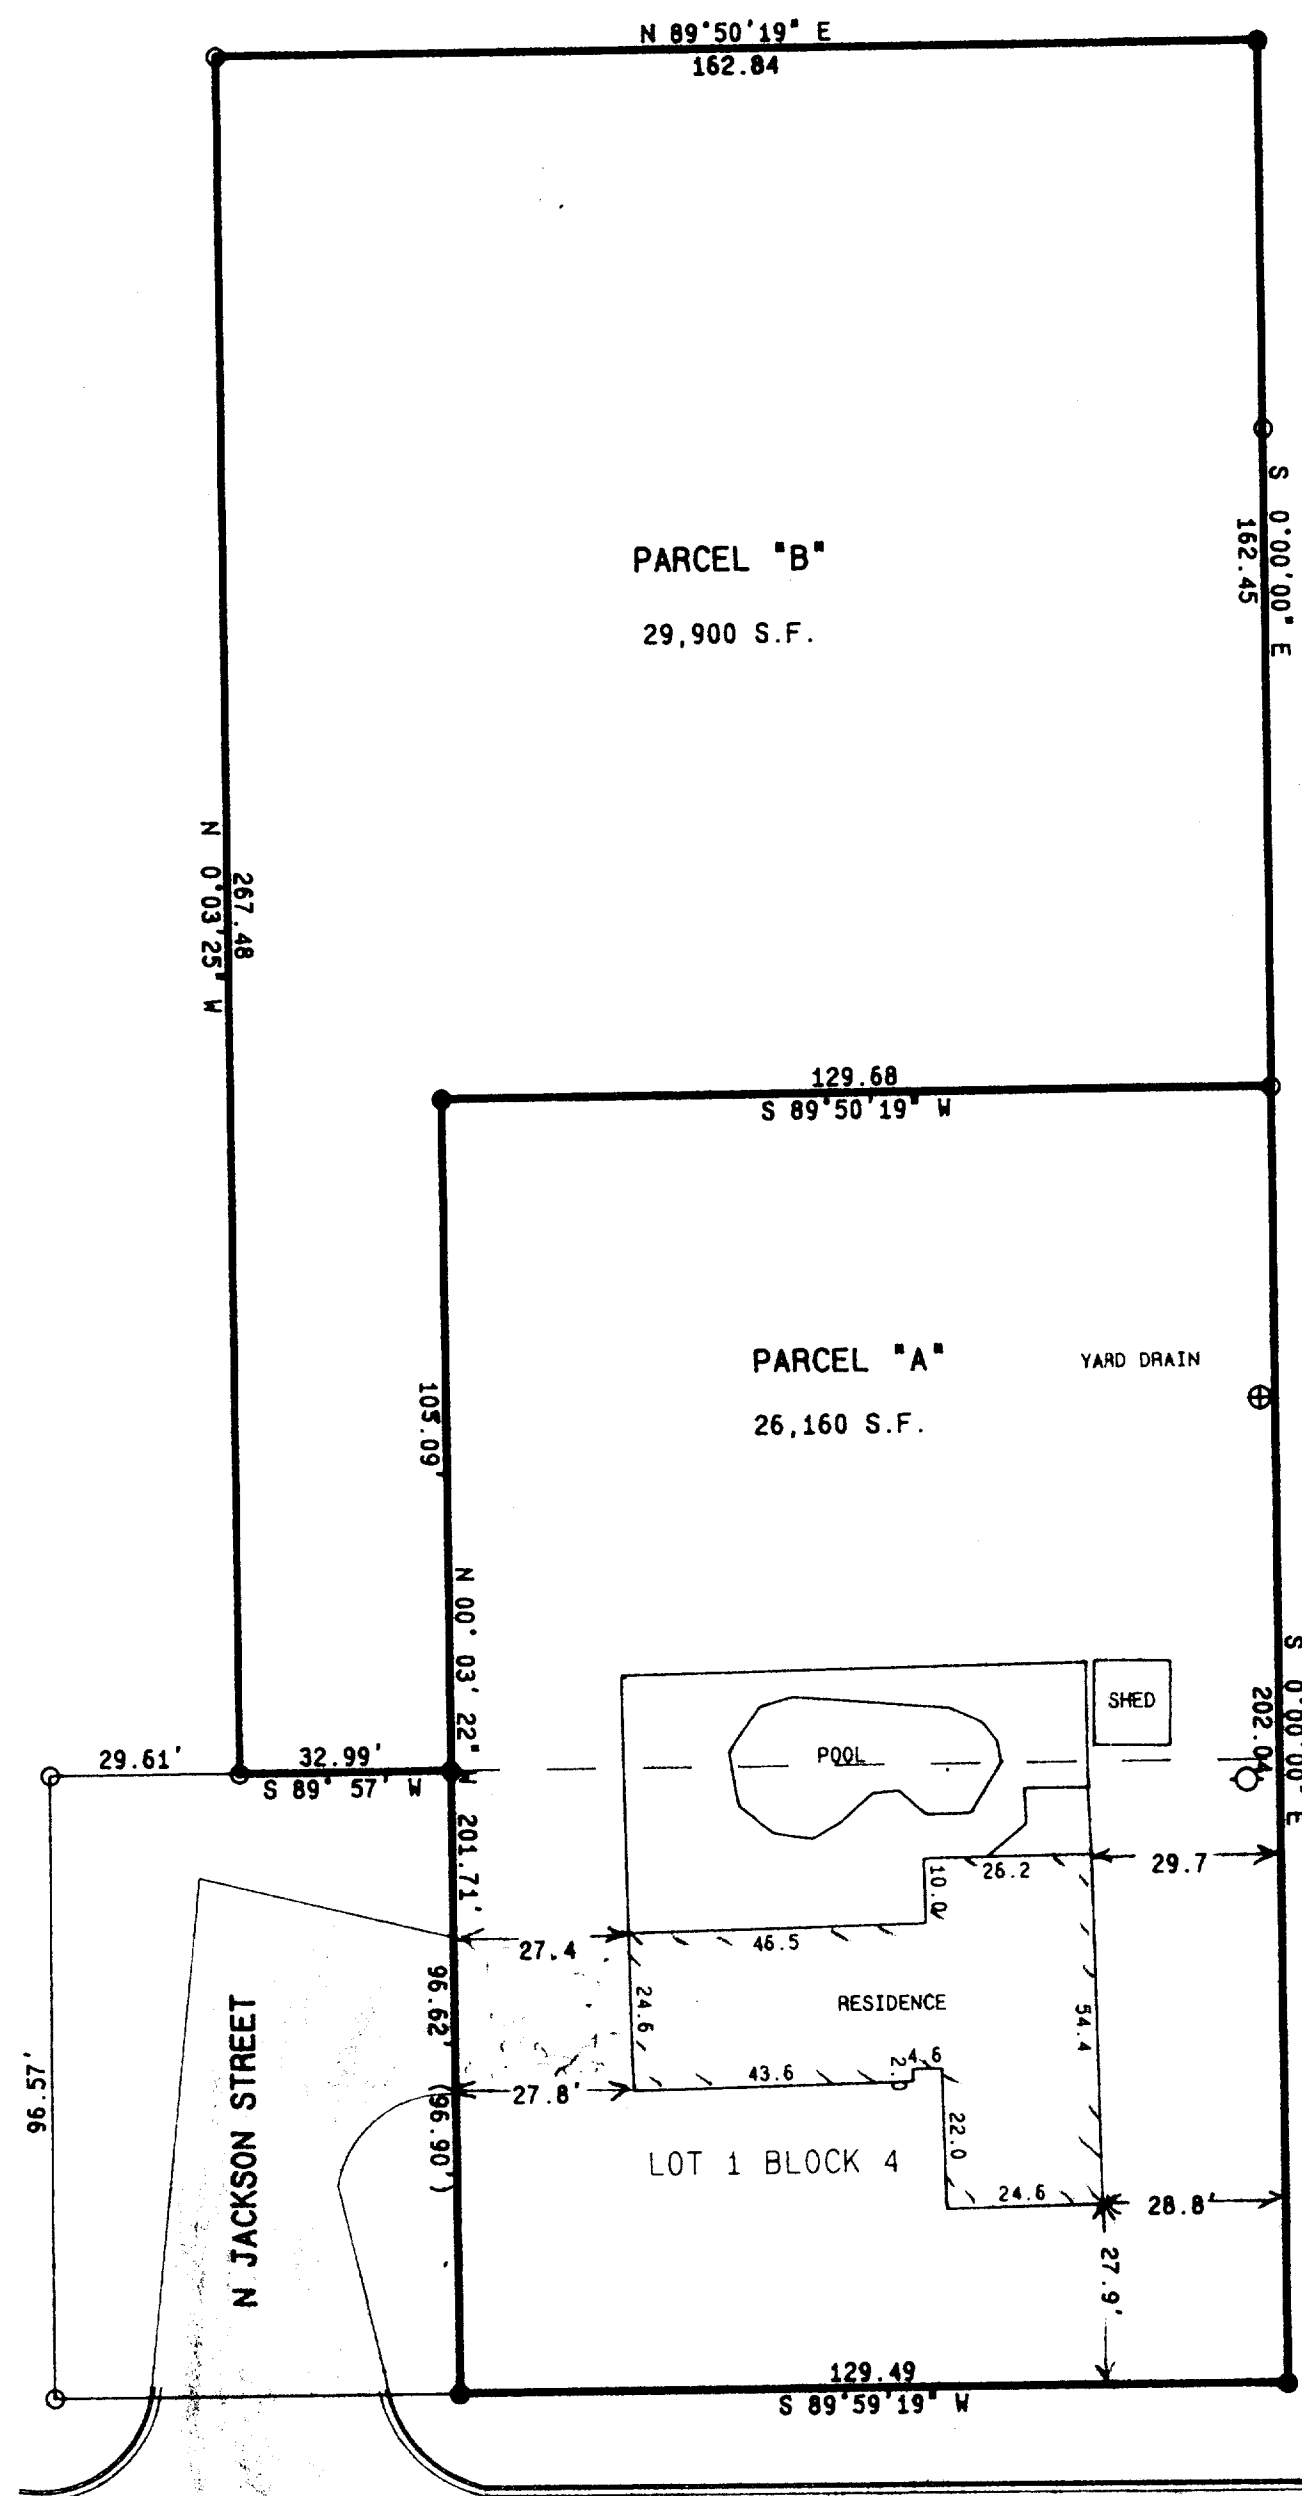 N 89°50'19" E
162.84
S 0°00'00" E
162.45
PARCEL "B"
29,900 S.F.
267.48
N 0°03'25" W
129.68
S 89°50'19" W
PARCEL "A"
YARD DRAIN
26,160 S.F.
105.09'
N 00° 03' 22" W 201.71'
S 0°00'00" E
202.04
SHED
POOL
29.61'
32.99'
S 89° 57' W
26.2
29.7
10.0
46.5
27.4
24.6
RESIDENCE
54.4
96.62'
(96.90')
4.6
2.0
43.6
27.8'
22.0
LOT 1 BLOCK 4
24.6
28.8'
27.9'
96.57'
N JACKSON STREET
129.49
S 89°59'19" W